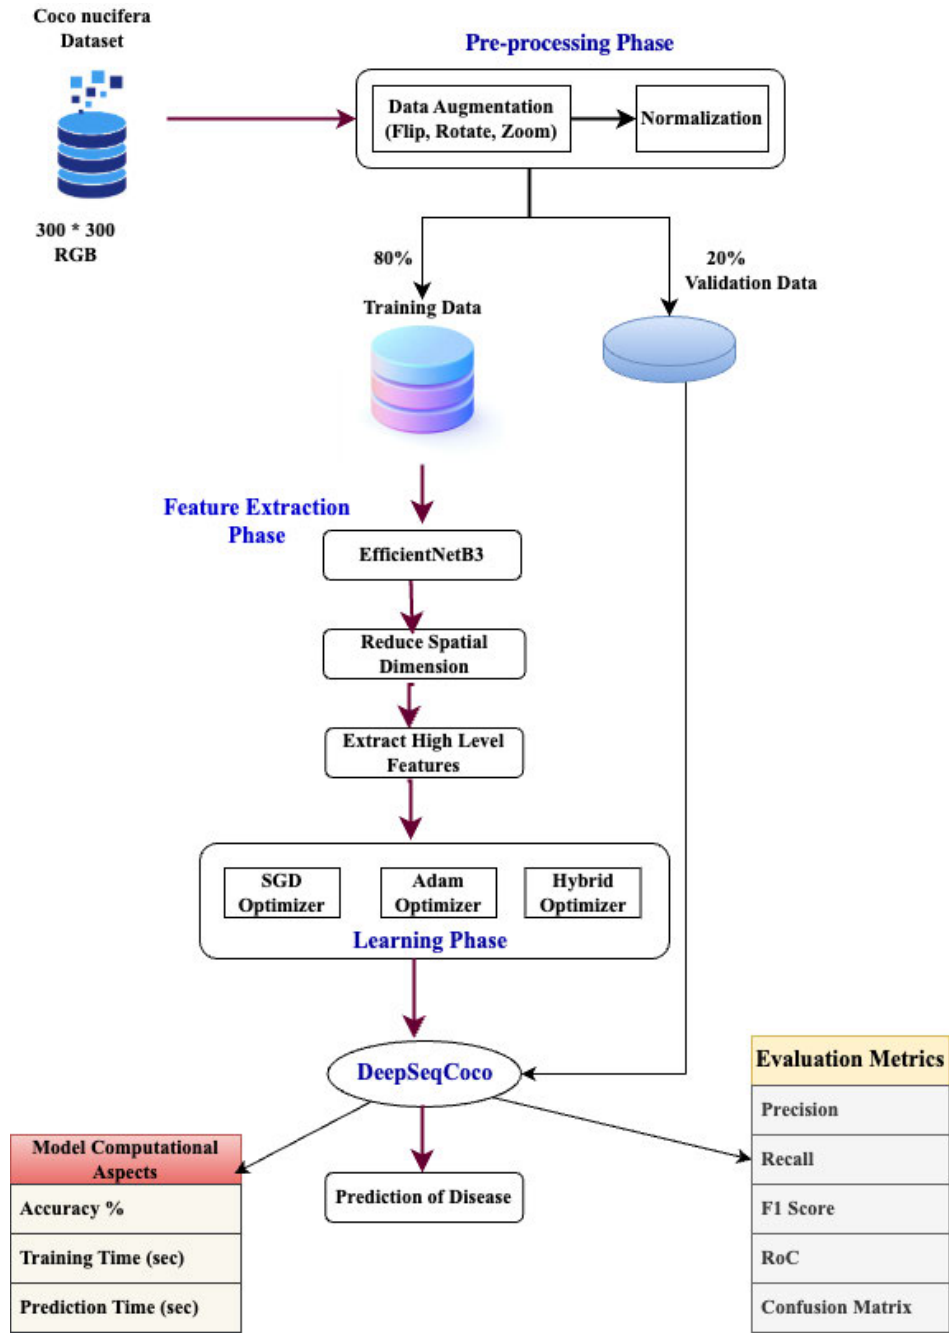 Coco nucifera
Dataset
300 * 300
RGB
Pre-processing Phase
Data Augmentation
(Flip, Rotate, Zoom)
Normalization
80%
Training Data
20%
Validation Data
Feature Extraction
Phase
EfficientNetB3
Reduce Spatial
Dimension
Extract High Level
Features
SGD
Optimizer
Adam
Optimizer
Hybrid
Optimizer
Learning Phase
DeepSeqCoco
Prediction of Disease
Model Computational
Aspects
Accuracy %
Training Time (sec)
Prediction Time (sec)
Evaluation Metrics
Precision
Recall
F1 Score
RoC
Confusion Matrix